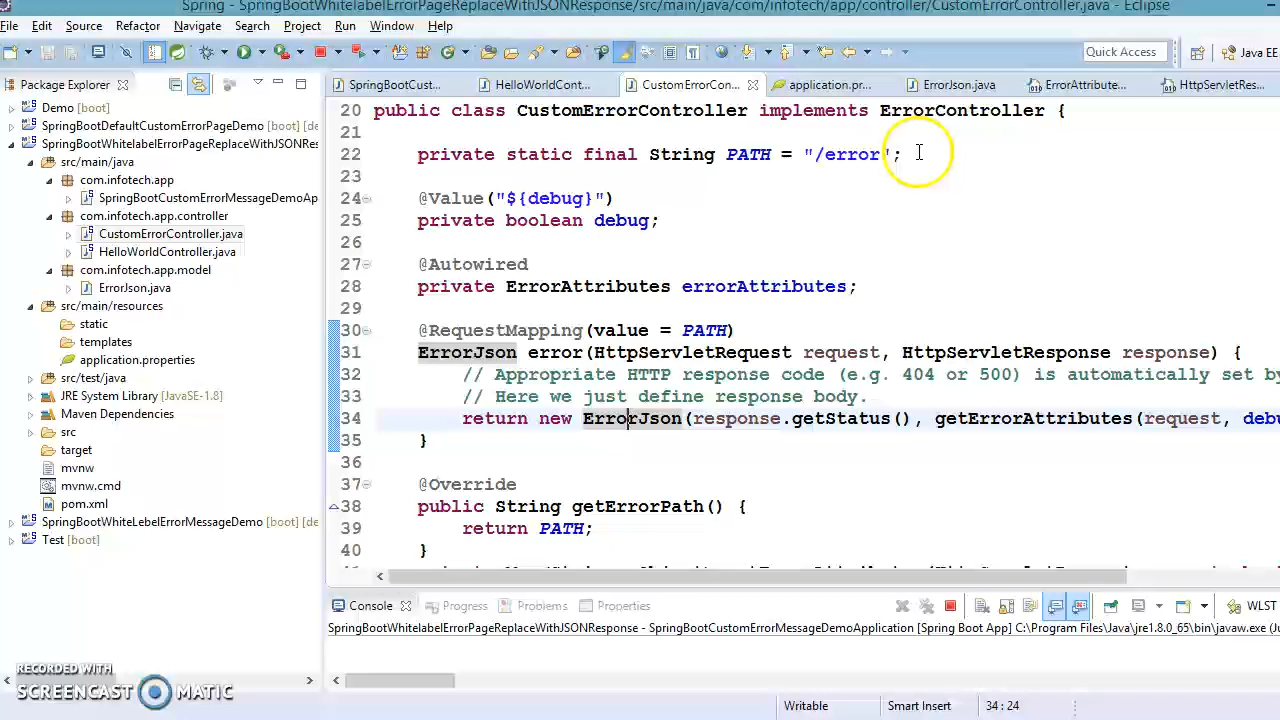 Spring - SpringBootWhitelabelErrorPageReplaceWithJSONResponse/src/main/java/com/infotech/app/controller/CustomErrorController.java - Eclipse
File Edit Source Refactor Navigate Search Project Run Window Help
Quick Access
Java EE
Package Explorer
SpringBootCust...
HelloWorldCont...
CustomErrorCon...
application.pr...
ErrorJson.java
ErrorAttribute...
HttpServletRes...
Demo [boot]
SpringBootDefaultCustomErrorPageDemo [boot] [de
SpringBootWhitelabelErrorPageReplaceWithJSONRespon
src/main/java
com.infotech.app
SpringBootCustomErrorMessageDemoAp
com.infotech.app.controller
CustomErrorController.java
HelloWorldController.java
com.infotech.app.model
ErrorJson.java
src/main/resources
static
templates
application.properties
src/test/java
JRE System Library [JavaSE-1.8]
Maven Dependencies
src
target
mvnw
mvnw.cmd
pom.xml
SpringBootWhiteLebelErrorMessageDemo [boot] [de
Test [boot]
20 public class CustomErrorController implements ErrorController {
21
22 private static final String PATH = "/error";
23
24 @Value("${debug}")
25 private boolean debug;
26
27 @Autowired
28 private ErrorAttributes errorAttributes;
29
30 @RequestMapping(value = PATH)
31 ErrorJson error(HttpServletRequest request, HttpServletResponse response) {
32 // Appropriate HTTP response code (e.g. 404 or 500) is automatically set by
33 // Here we just define response body.
34 return new ErrorJson(response.getStatus(), getErrorAttributes(request, debu
35 }
36
37 @Override
38 public String getErrorPath() {
39 return PATH;
40 }
Console Progress Problems Properties
WLST
SpringBootWhitelabelErrorPageReplaceWithJSONResponse - SpringBootCustomErrorMessageDemoApplication [Spring Boot App] C:\Program Files\Java\jre1.8.0_65\bin\javaw.exe (Ju
RECORDED WITH
SCREENCAST MATIC
Writable
Smart Insert
34 : 24